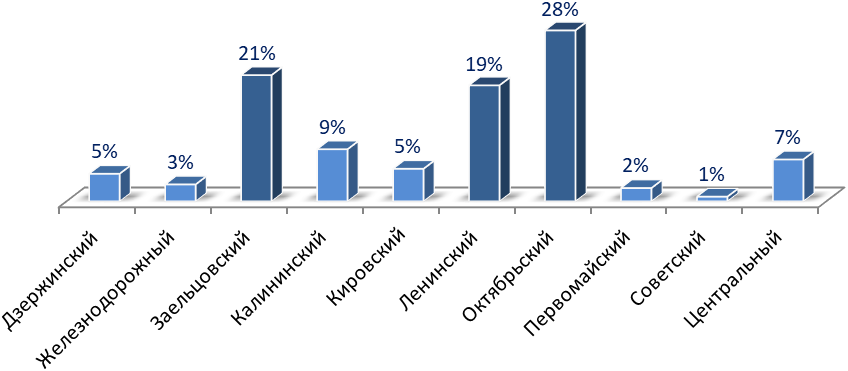 28%
21%
19%
9%
7%
5%
5%
3%
2%
1%
Дзержинский
Железнодорожный
Заельцовский
Калининский
Кировский
Ленинский
Октябрьский
Первомайский
Советский
Центральный